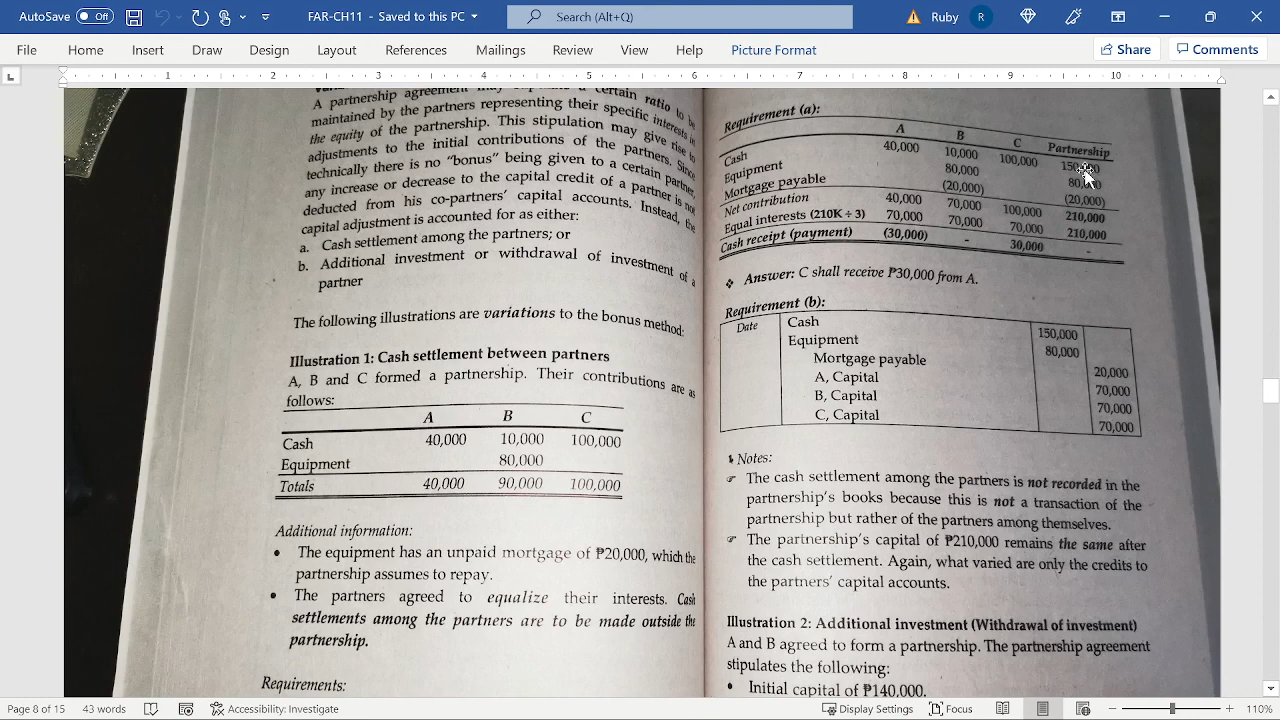 AutoSave Off
FAR-CH11 - Saved to this PC
Search (Alt+Q)
Ruby R
File Home Insert Draw Design Layout References Mailings Review View Help Picture Format
Share Comments
1 2 3 4 5 6 7 8 9 10
A partnership agreement may a certain ratio to be
maintained by the partners representing their specific interests in
the equity of the partnership. This stipulation may give rise to
adjustments to the initial contributions of the partners. Since
technically there is no "bonus" being given to a certain partner,
any increase or decrease to the capital credit of a partner is not
deducted from his co-partners' capital accounts. Instead, the
capital adjustment is accounted for as either:
a. Cash settlement among the partners; or
b. Additional investment or withdrawal of investment of a
partner
The following illustrations are variations to the bonus method:
Illustration 1: Cash settlement between partners
A, B and C formed a partnership. Their contributions are as
follows:
A B C
Cash 40,000 10,000 100,000
Equipment 80,000
Totals 40,000 90,000 100,000
Additional information:
• The equipment has an unpaid mortgage of ₱20,000, which the
partnership assumes to repay.
• The partners agreed to equalize their interests. Cash
settlements among the partners are to be made outside the
partnership.
Requirements:
Requirement (a):
A B C Partnership
Cash 40,000 10,000 100,000
Equipment 80,000
Mortgage payable (20,000) (20,000)
Net contribution 40,000 70,000 100,000 210,000
Equal interests (210K ÷ 3) 70,000 70,000 70,000 210,000
Cash receipt (payment) (30,000) - 30,000 -
❖ Answer: C shall receive ₱30,000 from A.
Requirement (b):
Date Cash 150,000
Equipment 80,000
Mortgage payable 20,000
A, Capital 70,000
B, Capital 70,000
C, Capital 70,000
Notes:
☞ The cash settlement among the partners is not recorded in the
partnership's books because this is not a transaction of the
partnership but rather of the partners among themselves.
☞ The partnership's capital of ₱210,000 remains the same after
the cash settlement. Again, what varied are only the credits to
the partners' capital accounts.
Illustration 2: Additional investment (Withdrawal of investment)
A and B agreed to form a partnership. The partnership agreement
stipulates the following:
• Initial capital of ₱140,000.
Page 8 of 15 43 words Accessibility: Investigate Display Settings Focus 110%